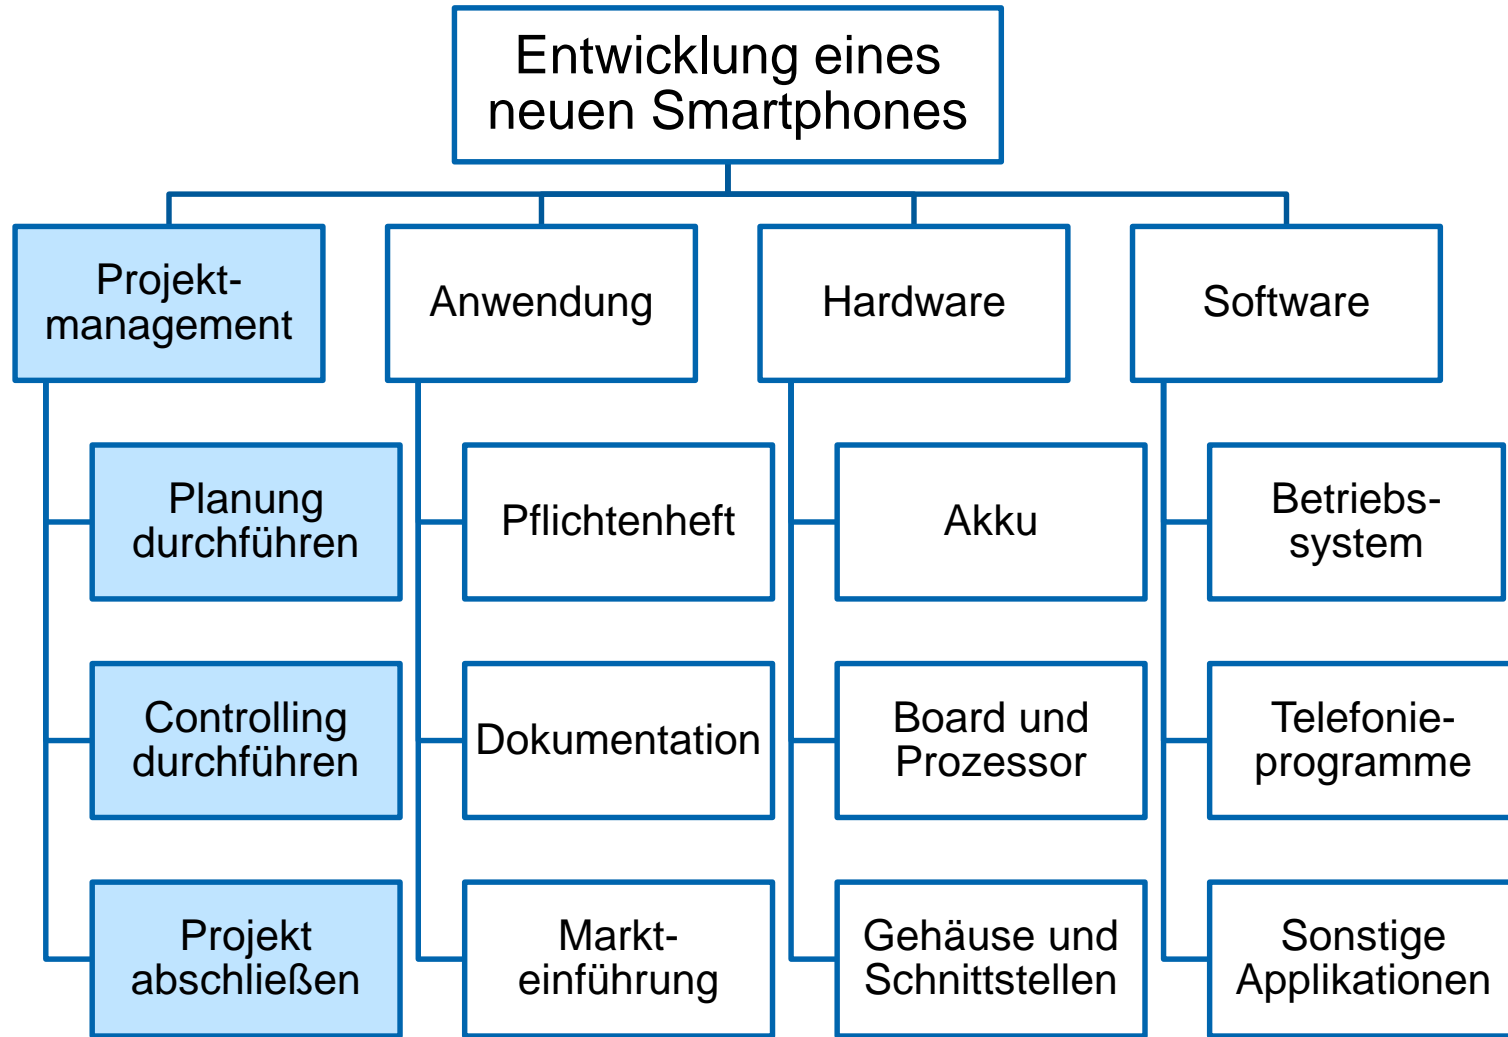 Entwicklung eines
neuen Smartphones
Projekt-
management
Anwendung
Hardware
Software
Planung
durchführen
Pflichtenheft
Akku
Betriebs-
system
Controlling
durchführen
Dokumentation
Board und
Prozessor
Telefonie-
programme
Projekt
abschließen
Markt-
einführung
Gehäuse und
Schnittstellen
Sonstige
Applikationen